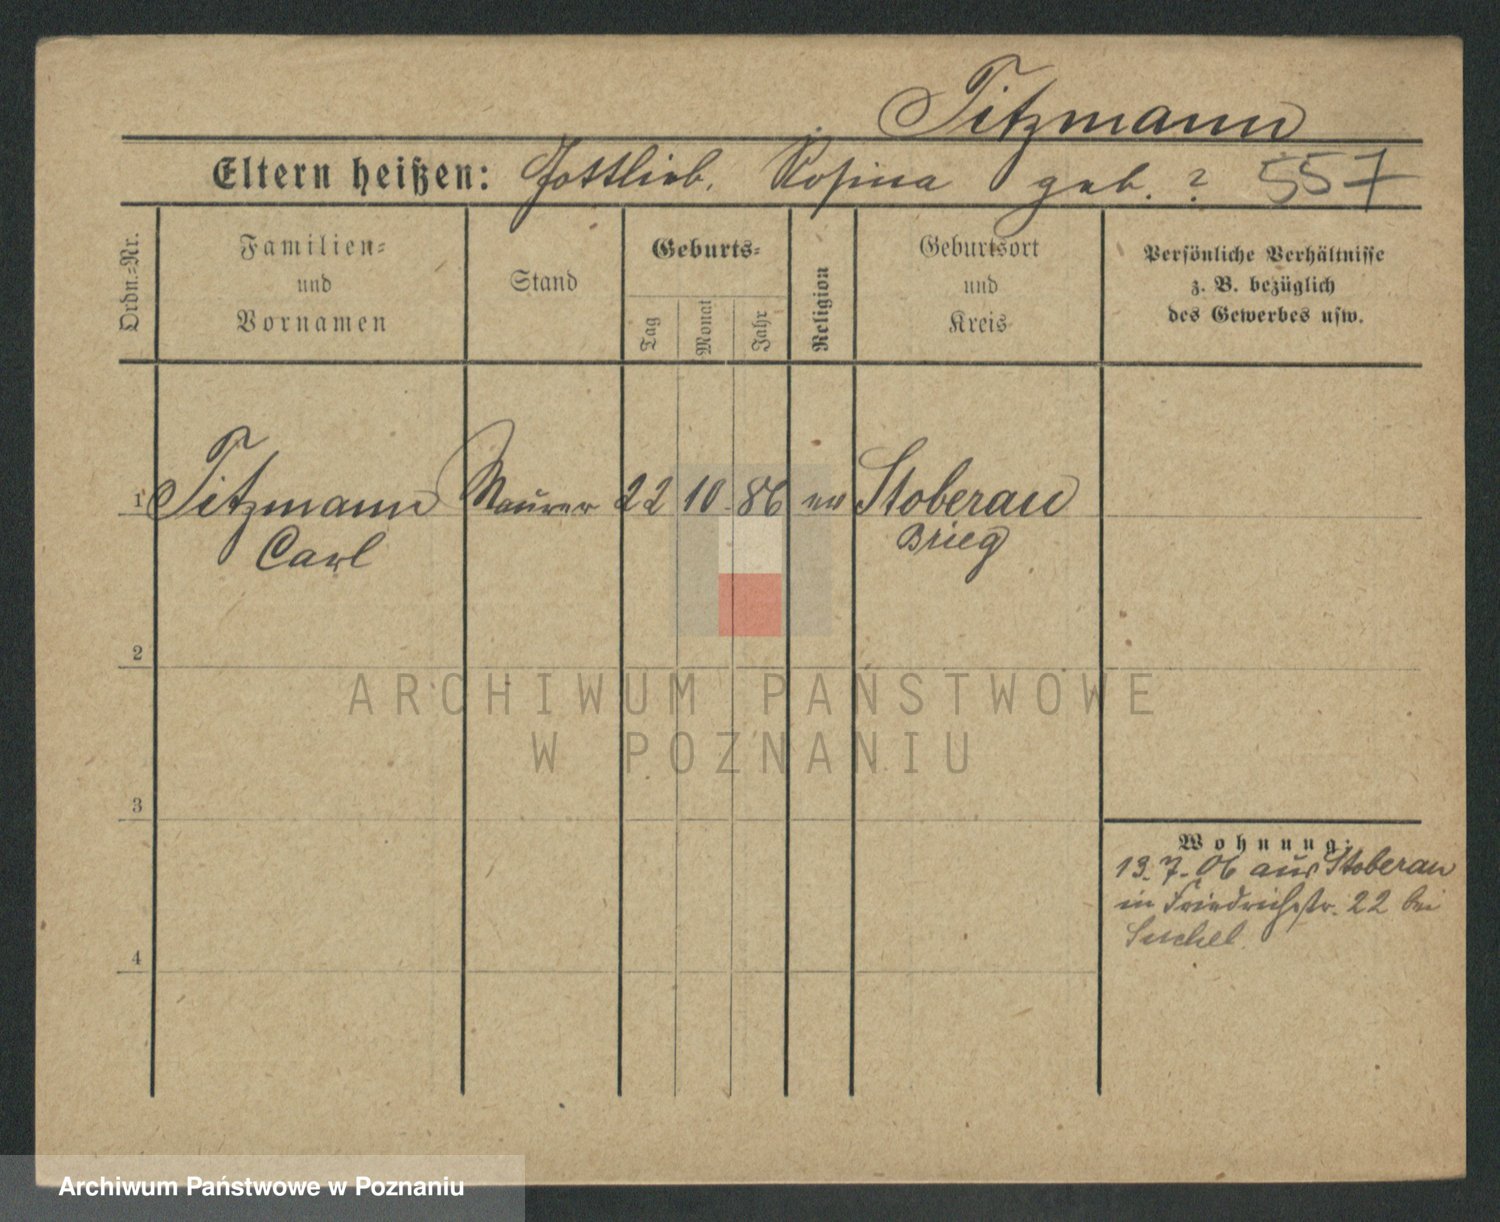 Titzmann
Eltern heißen: Gottlieb, Rosina geb. ? 557
Ordn.=Nr.
Familien=
und
Vornamen
Stand
Geburts=
Tag
Monat
Jahr
Religion
Geburtsort
und
Kreis
Persönliche Verhältnisse
z. B. bezüglich
des Gewerbes usw.
1 Titzmann Maurer 22 10 86 ev Stoberau
Carl Brieg
2
ARCHIWUM PAŃSTWOWE
W POZNANIU
3
Wohnung:
13. 7. 06 aus Stoberau
in Friedrichstr. 22 bei
4
Archiwum Państwowe w Poznaniu